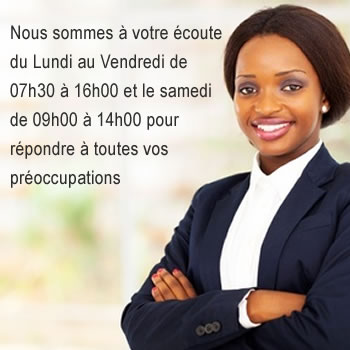 Nous sommes à votre écoute
du Lundi au Vendredi de
07h30 à 16h00 et le samedi
de 09h00 à 14h00 pour
répondre à toutes vos
préoccupations